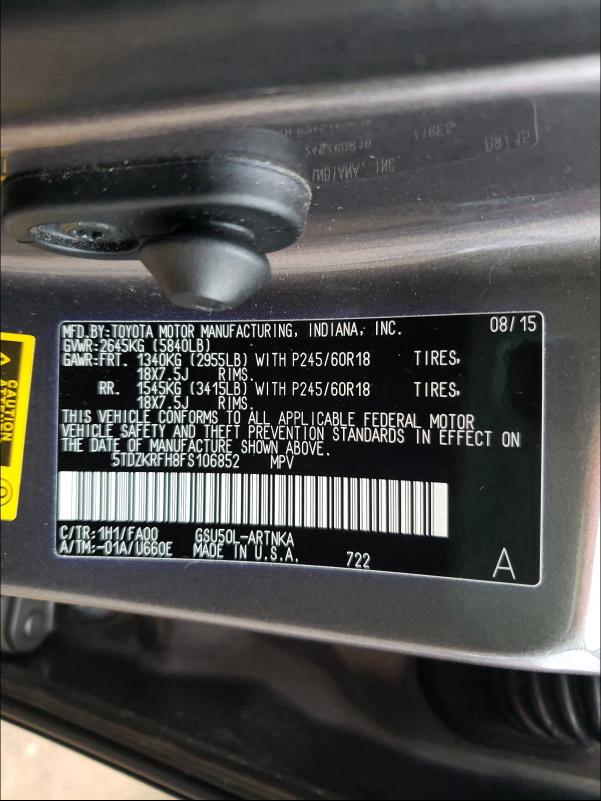 MFD.BY:TOYOTA MOTOR MANUFACTURING, INDIANA, INC. 08/15
GVWR:2645KG (5840LB)
GAWR:FRT. 1340KG (2955LB) WITH P245/60R18 TIRES,
18X7.5J RIMS.
RR. 1545KG (3415LB) WITH P245/60R18 TIRES,
18X7.5J RIMS.
THIS VEHICLE CONFORMS TO ALL APPLICABLE FEDERAL MOTOR
VEHICLE SAFETY AND THEFT PREVENTION STANDARDS IN EFFECT ON
THE DATE OF MANUFACTURE SHOWN ABOVE.
5TDZKRFH8FS106852 MPV
C/TR:1H1/FA00 GSU50L-ARTNKA
A/TM:-01A/U660E MADE IN U.S.A. 722
A
CAUTION